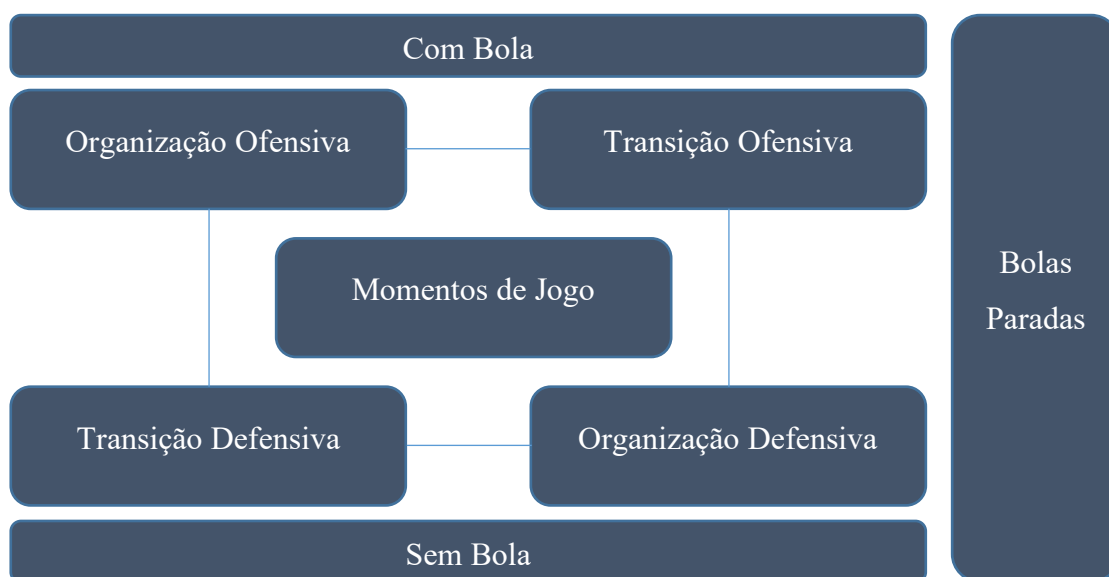 Com Bola
Organização Ofensiva
Transição Ofensiva
Momentos de Jogo
Transição Defensiva
Organização Defensiva
Sem Bola
Bolas
Paradas